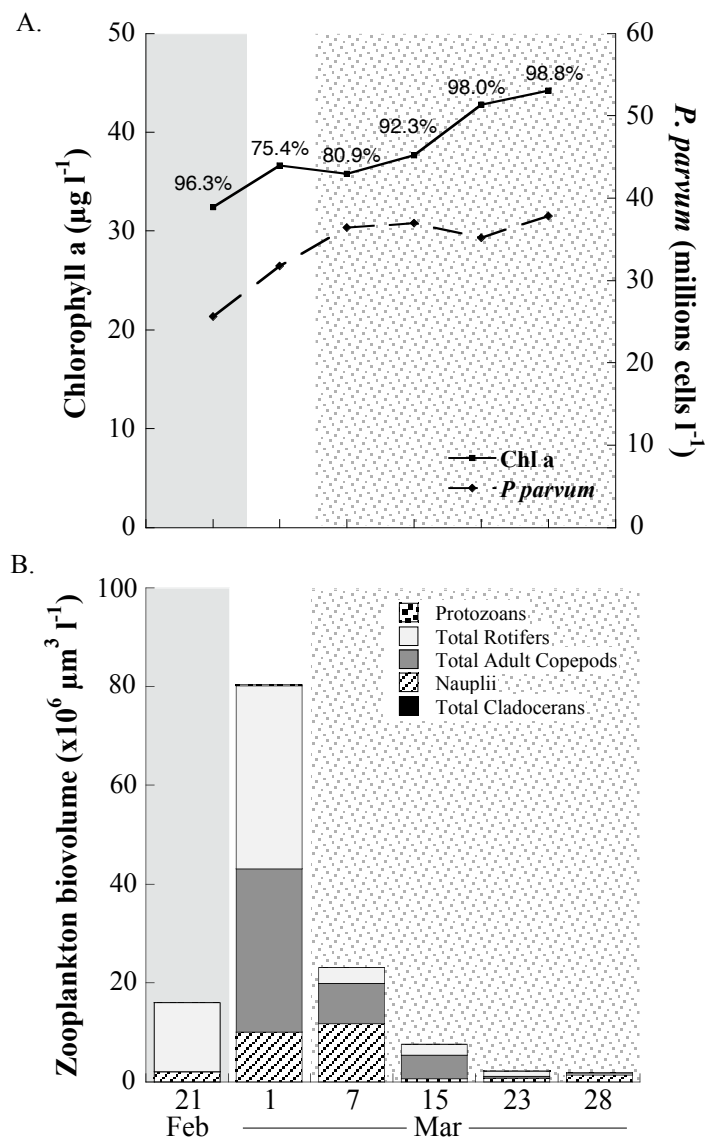 A.
Chlorophyll a (µg l⁻¹)
50
40
30
20
10
0
96.3%
75.4%
80.9%
92.3%
98.0%
98.8%
Chl a
P parvum
60
50
40
30
20
10
0
P. parvum (millions cells l⁻¹)
B.
Zooplankton biovolume (x10⁶ µm³ l⁻¹)
100
80
60
40
20
0
Protozoans
Total Rotifers
Total Adult Copepods
Nauplii
Total Cladocerans
21 1 7 15 23 28
Feb Mar